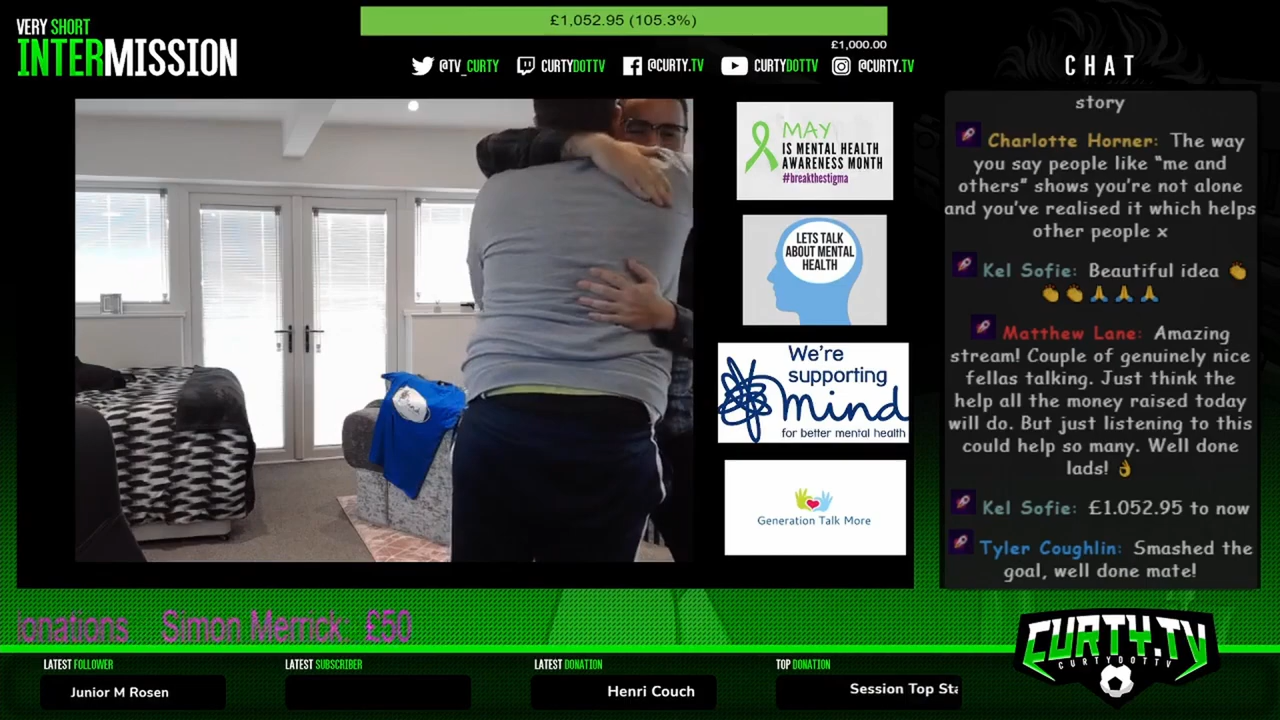 VERY SHORT
INTERMISSION
£1,052.95 (105.3%)
£1,000.00
@TV_CURTY
CURTYDOTTV
@CURTY.TV
CURTYDOTTV
@CURTY.TV
MAY
IS MENTAL HEALTH
AWARENESS MONTH
#breakthestigma
LETS TALK
ABOUT MENTAL
HEALTH
We're
supporting
mind
for better mental health
Generation Talk More
CHAT
story
Charlotte Horner: The way
you say people like “me and
others” shows you’re not alone
and you’ve realised it which helps
other people x
Kel Sofie: Beautiful idea 👏
👏👏🙏🙏🙏
Matthew Lane: Amazing
stream! Couple of genuinely nice
fellas talking. Just think the
help all the money raised today
will do. But just listening to this
could help so many. Well done
lads! 👌
Kel Sofie: £1.052.95 to now
Tyler Coughlin: Smashed the
goal, well done mate!
ionations Simon Merrick: £50
LATEST FOLLOWER
Junior M Rosen
LATEST SUBSCRIBER
LATEST DONATION
Henri Couch
TOP DONATION
Session Top Sta
CURTY.TV
CURTYDOTTV